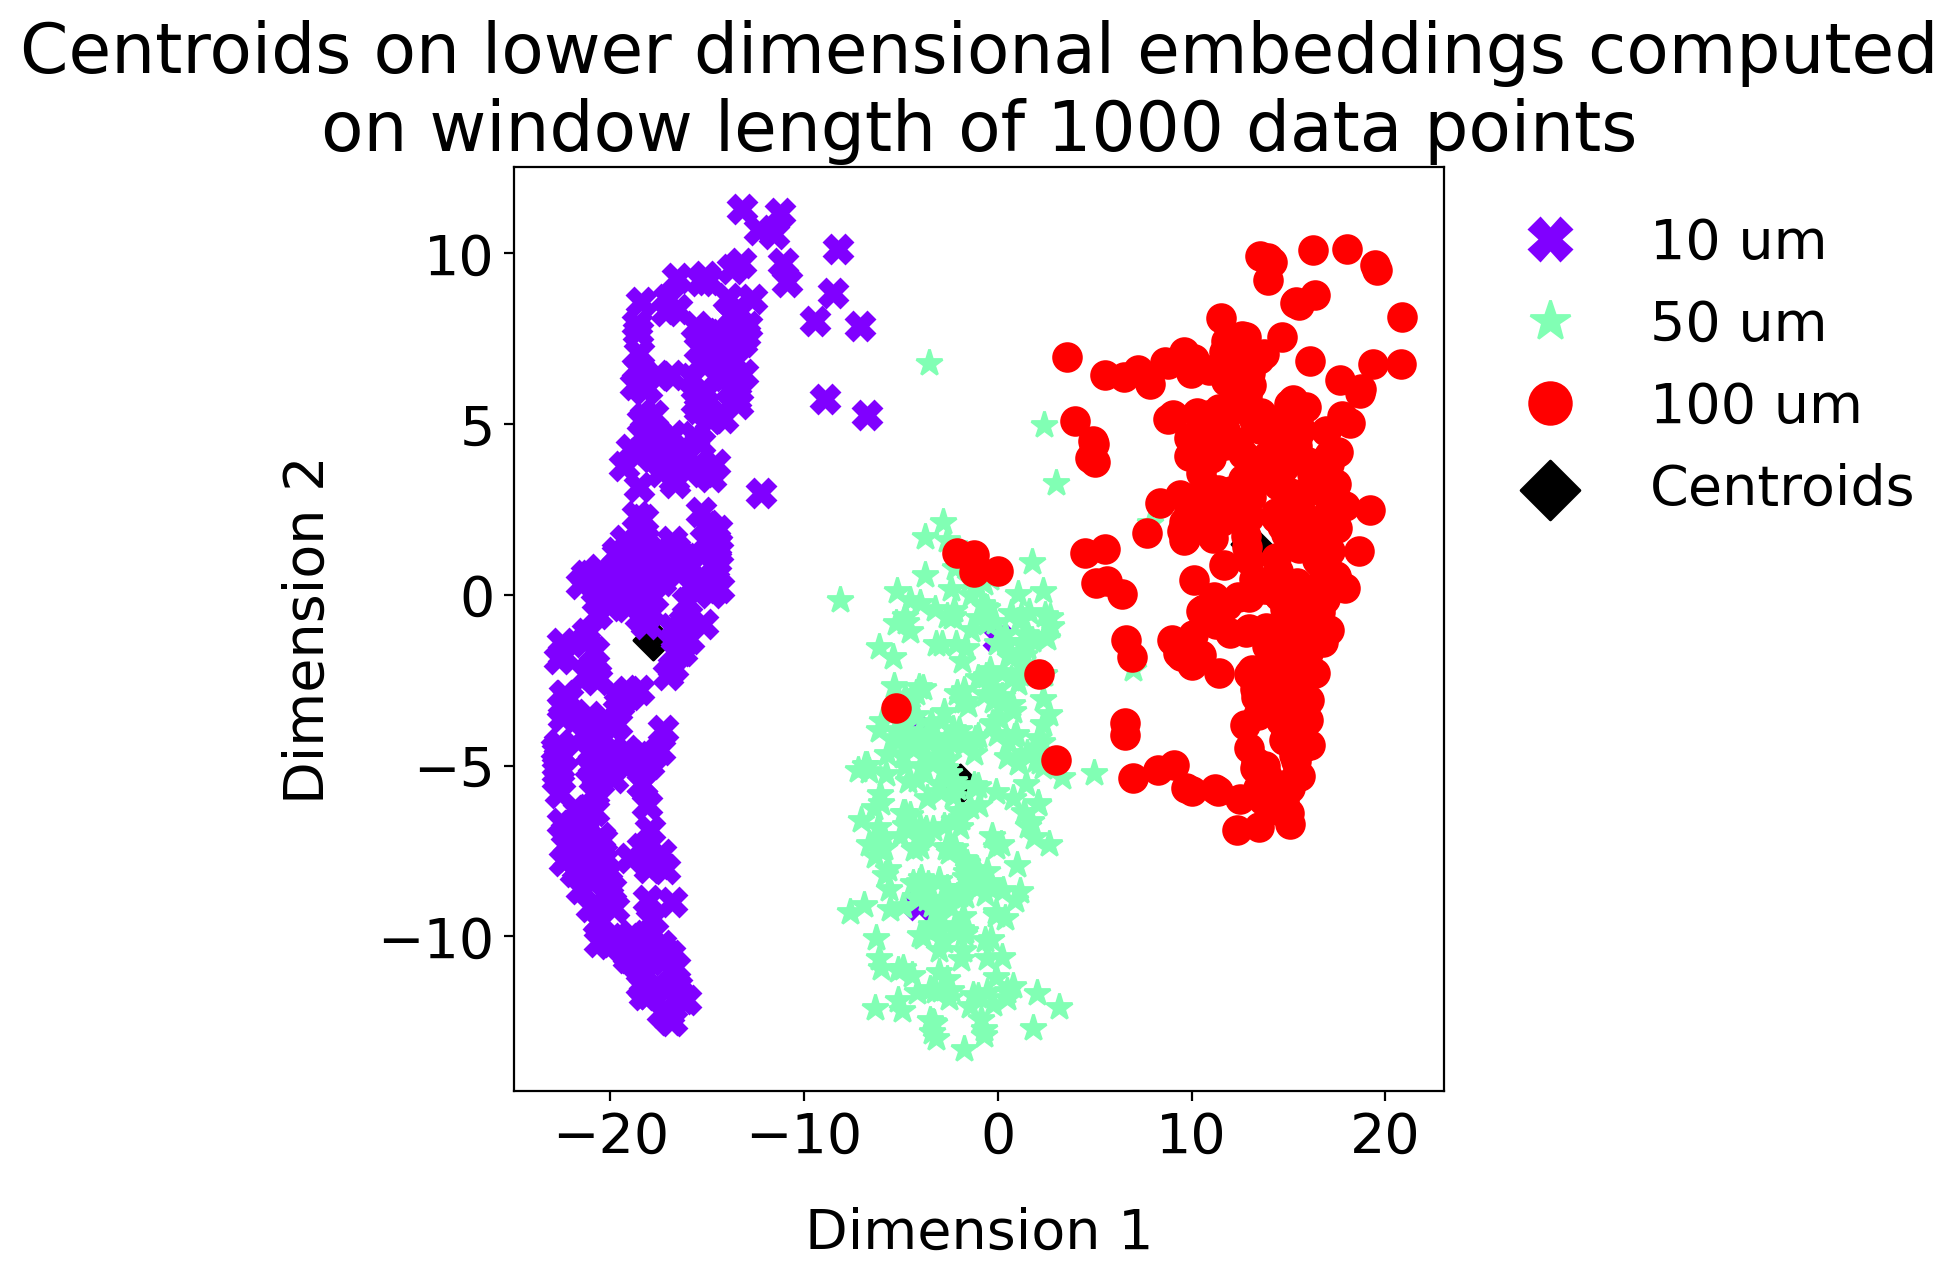 Centroids on lower dimensional embeddings computed
on window length of 1000 data points
10 um
50 um
100 um
Centroids
10
5
0
−5
−10
Dimension 2
−20
−10
0
10
20
Dimension 1